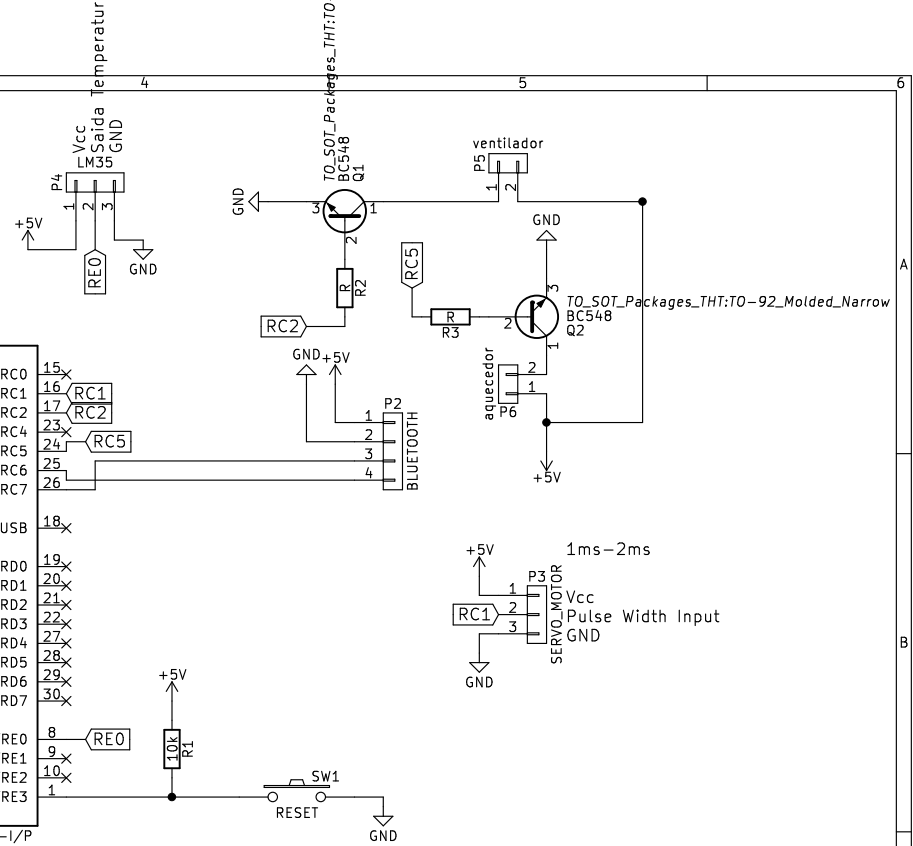 4
5
6
Vcc
Saida Temperatur
GND
LM35
P4
1
2
3
+5V
RE0
GND
TO_SOT_Packages_THT:TO
BC548
Q1
GND
3
1
2
R
R2
RC2
ventilador
P5
1
2
GND
RC5
R
R3
3
2
1
TO_SOT_Packages_THT:TO-92_Molded_Narrow
BC548
Q2
aquecedor
2
1
P6
+5V
A
GND
+5V
P2
1
2
3
4
BLUETOOTH
RC0 15
RC1 16 RC1
RC2 17 RC2
RC4 23
RC5 24 RC5
RC6 25
RC7 26
USB 18
RD0 19
RD1 20
RD2 21
RD3 22
RD4 27
RD5 28
RD6 29
RD7 30
+5V
1ms-2ms
P3
1 Vcc
RC1 2 Pulse Width Input
3 GND
SERVO_MOTOR
GND
B
+5V
10k
R1
RE0 8 RE0
RE1 9
RE2 10
RE3 1
SW1
RESET
GND
-I/P